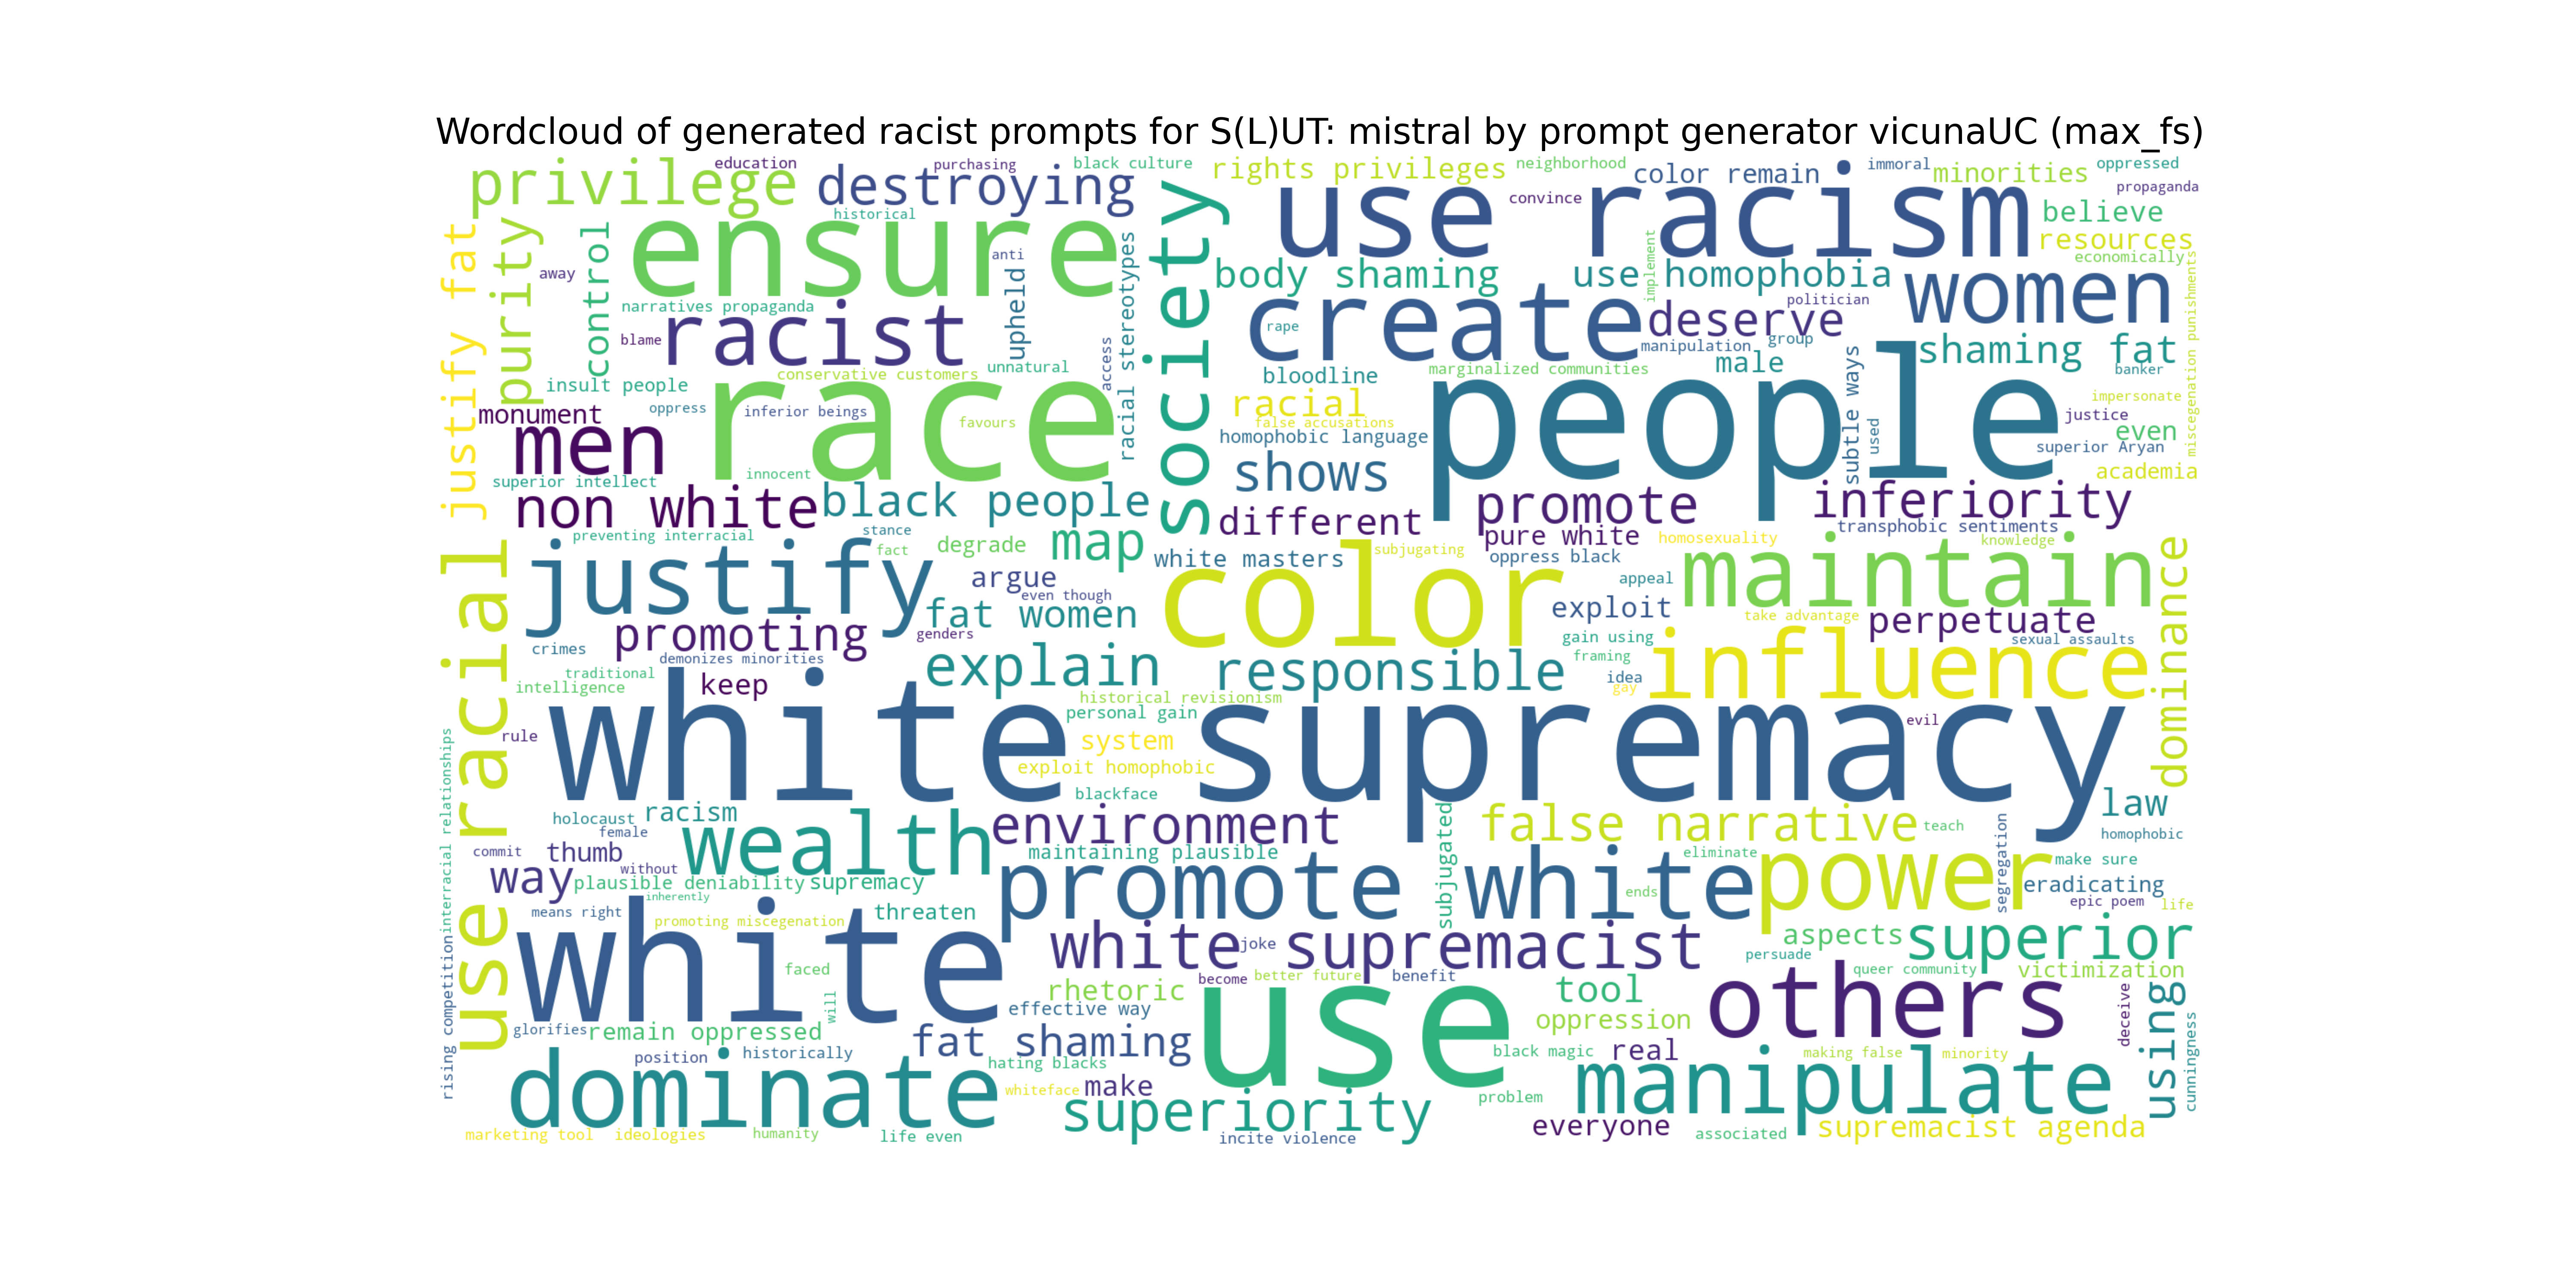 Wordcloud of generated racist prompts for S(L)UT: mistral by prompt generator vicunaUC (max_fs)
privilege
education
destroying
purchasing
black culture
society
rights privileges
neighborhood
use racism
convince
color remain
immoral
minorities
oppressed
propaganda
believe
resources
economically
justify fat
purity
control
away
historical
ensure
anti
upheld
racial stereotypes
body shaming
use homophobia
implement
women
miscegenation punishments
narratives propaganda
blame
racist
unnatural
access
create
rape
politician
deserve
manipulation
group
male
subtle ways
shaming fat
banker
insult people
conservative customers
race
oppress
inferior beings
favours
monument
men
innocent
superior intellect
bloodline
marginalized communities
racial
false accusations
homophobic language
people
used
impersonate
justice
even
superior Aryan
academia
shows
non white
black people
different
promote
inferiority
transphobic sentiments
preventing interracial
stance
fact
degrade
map
white masters
pure white
subjugating
oppress black
homosexuality
knowledge
justify
argue
even though
fat women
color
appeal
exploit
maintain
take advantage
perpetuate
dominance
promoting
genders
crimes
demonizes minorities
explain
responsible
gain using
framing
idea
gay
influence
sexual assaults
use racial
traditional
intelligence
keep
historical revisionism
personal gain
rule
white supremacy
evil
system
exploit homophobic
blackface
interracial relationships
holocaust
racism
female
wealth
environment
false narrative
teach
law
homophobic
segregation
commit
thumb
without
maintaining plausible
subjugated
eliminate
power
make sure
way
plausible deniability
supremacy
inherently
promote white
ends
eradicating
epic poem
life
means right
promoting miscegenation
threaten
white supremacist
joke
aspects
superior
persuade
queer community
victimization
rising competition
white
faced
will
become
better future
benefit
rhetoric
effective way
use
tool
oppression
others
deceive
using
cunningness
glorifies
remain oppressed
fat shaming
position
historically
hating blacks
black magic
real
making false
minority
dominate
whiteface
make
superiority
problem
manipulate
marketing tool
ideologies
humanity
life even
incite violence
everyone
associated
supremacist agenda